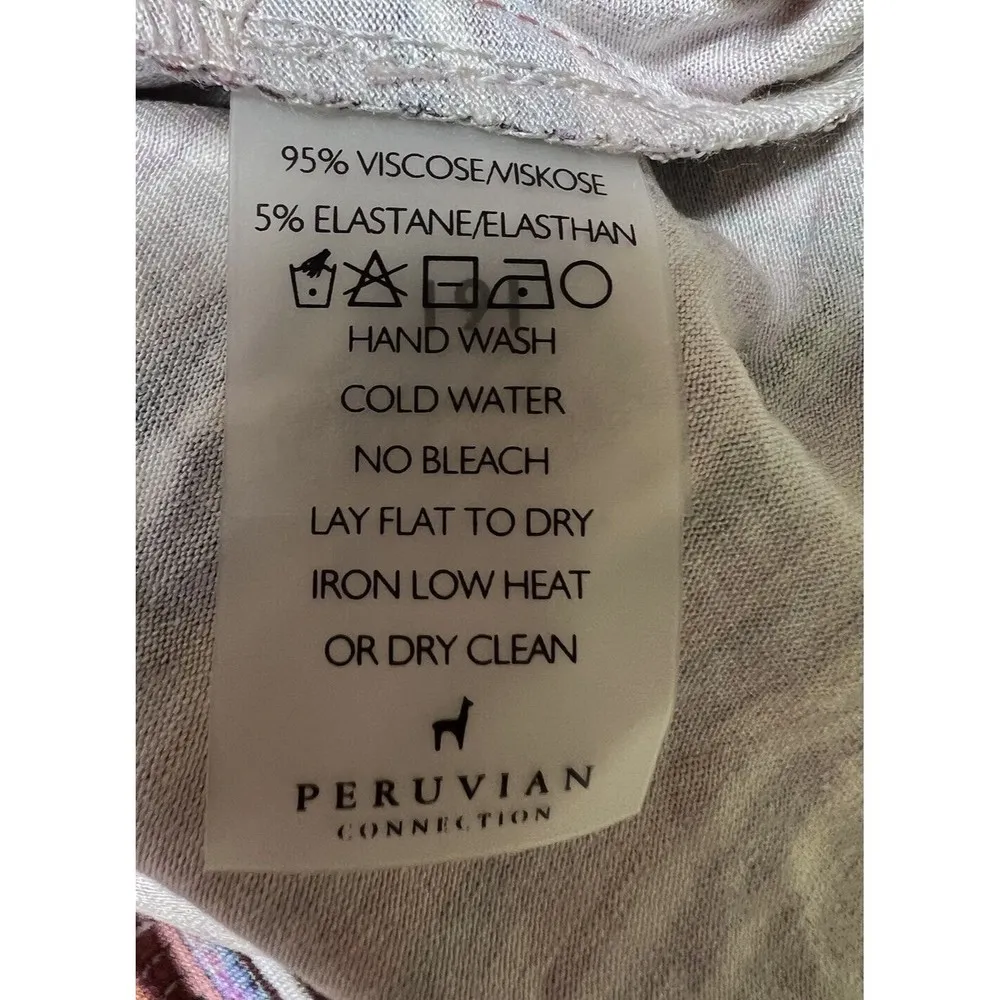 95% VISCOSE/VISKOSE
5% ELASTANE/ELASTHAN
HAND WASH
COLD WATER
NO BLEACH
LAY FLAT TO DRY
IRON LOW HEAT
OR DRY CLEAN
PERUVIAN
CONNECTION